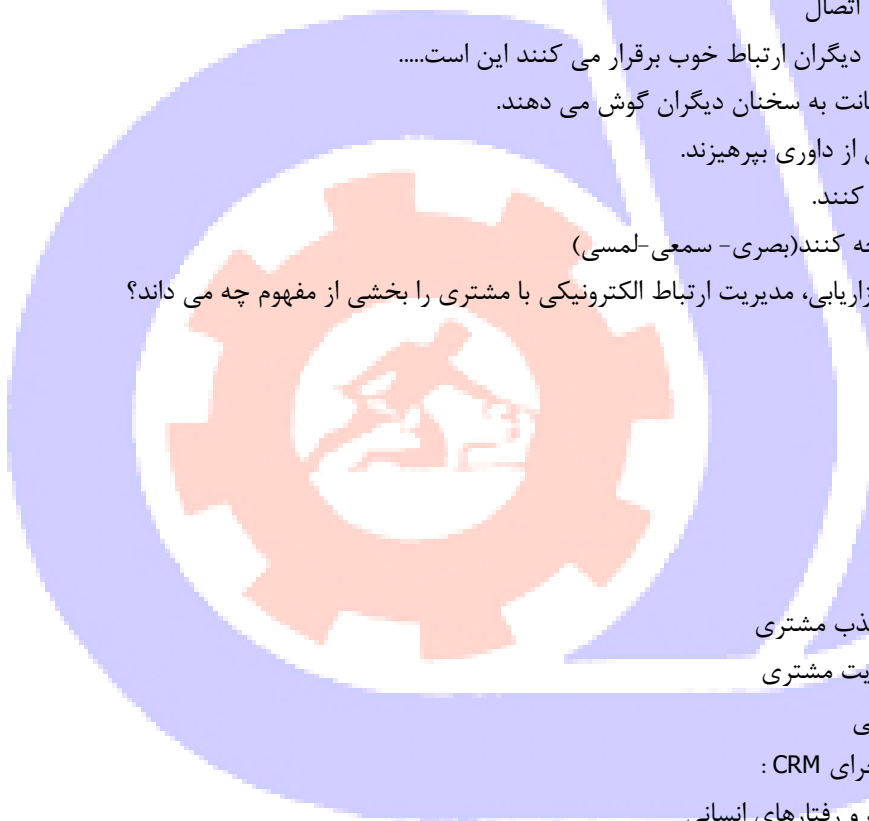 اتصال
دیگران ارتباط خوب برقرار می کنند این است.....
انت به سخنان دیگران گوش می دهند.
از داوری بپرهیزند.
کنند.
کنند(بصری- سمعی-لمسی)
زاریابی، مدیریت ارتباط الکترونیکی با مشتری را بخشی از مفهوم چه می داند؟
ذب مشتری
یت مشتری
ی
رای CRM :
و رفتارهای انسانی